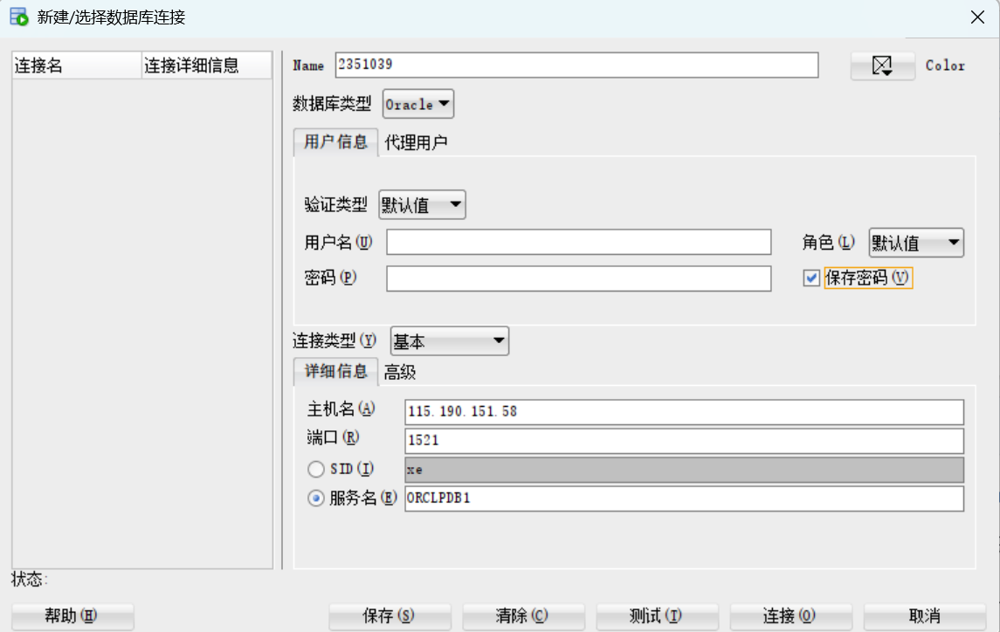 新建/选择数据库连接
连接名 连接详细信息
Name 2351039 Color
数据库类型 Oracle
用户信息 代理用户
验证类型 默认值
用户名(U) 角色(L) 默认值
密码(P) 保存密码(V)
连接类型(Y) 基本
详细信息 高级
主机名(A) 115.190.151.58
端口(R) 1521
SID(I) xe
服务名(E) ORCLPDB1
状态:
帮助(H) 保存(S) 清除(C) 测试(T) 连接(O) 取消